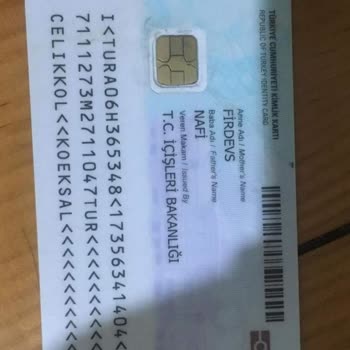 TÜRKİYE CUMHURİYETİ KİMLİK KARTI
REPUBLIC OF TURKEY IDENTITY CARD
Anne Adı / Mother's Name
FİRDEVS
Baba Adı / Father's Name
NAFİ
Veren Makam / Issued By
T.C. İÇİŞLERİ BAKANLIĞI
I<TURA06H365348<17356341404<
7111273M2711047TUR<<<<<<<<<<
CELIKKOL<<KOEKSAL<<<<<<<<<<<